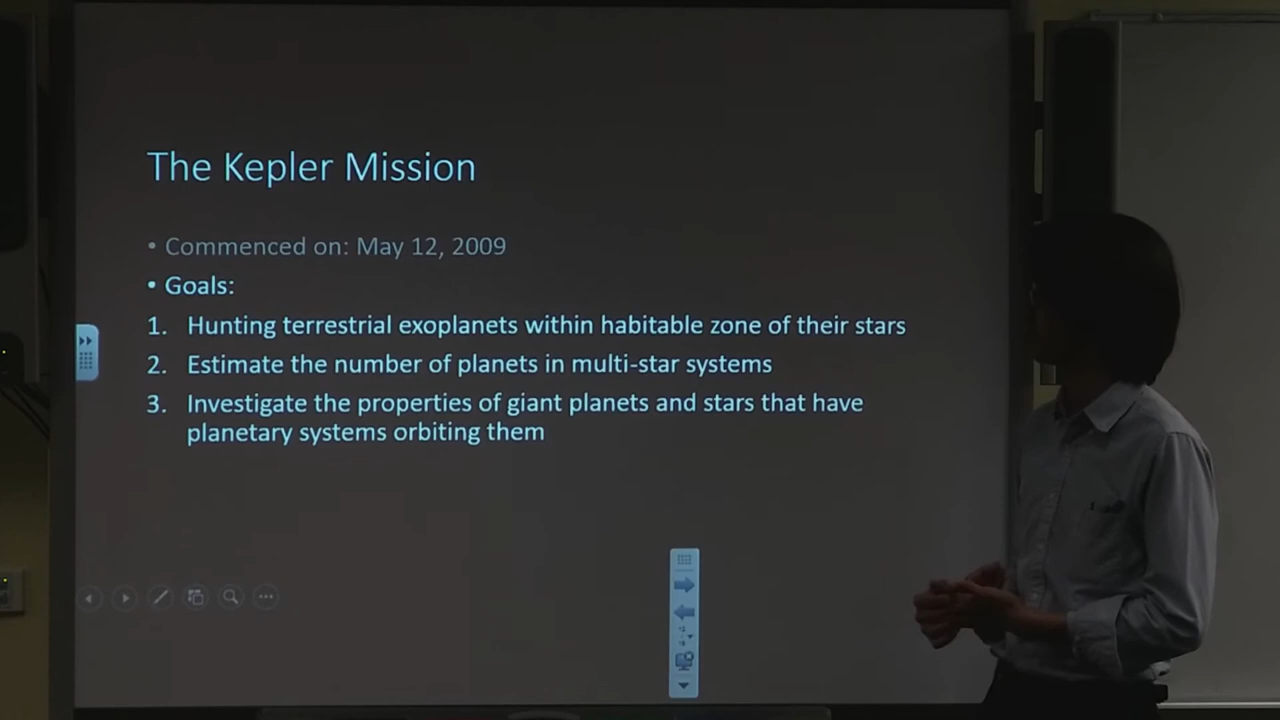 The Kepler Mission
• Commenced on: May 12, 2009
• Goals:
1. Hunting terrestrial exoplanets within habitable zone of their stars
2. Estimate the number of planets in multi-star systems
3. Investigate the properties of giant planets and stars that have
planetary systems orbiting them